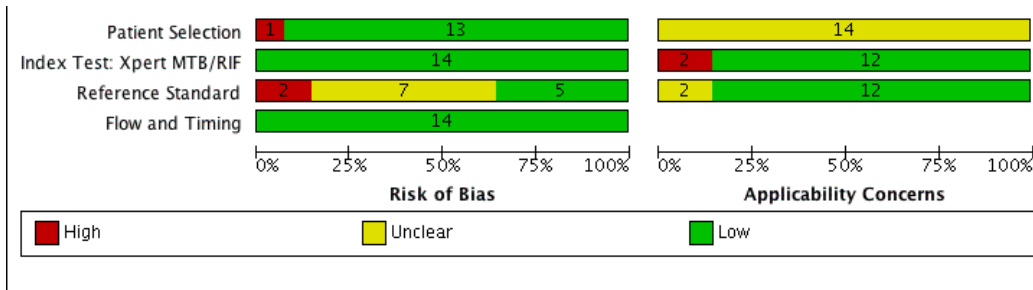 Patient Selection 1 13 14
Index Test: Xpert MTB/RIF 14 2 12
Reference Standard 2 7 5 2 12
Flow and Timing 14
0% 25% 50% 75% 100% 0% 25% 50% 75% 100%
Risk of Bias Applicability Concerns
High Unclear Low